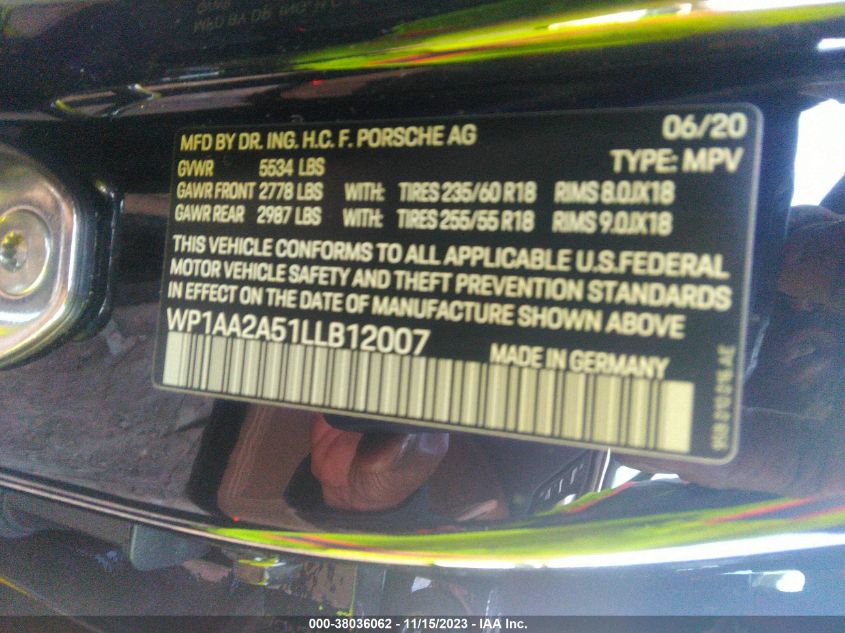 MFD BY DR. ING. H.C. F. PORSCHE AG 06/20
GVWR 5534 LBS TYPE: MPV
GAWR FRONT 2778 LBS WITH: TIRES 235/60 R18 RIMS 8.0JX18
GAWR REAR 2987 LBS WITH: TIRES 255/55 R18 RIMS 9.0JX18
THIS VEHICLE CONFORMS TO ALL APPLICABLE U.S.FEDERAL
MOTOR VEHICLE SAFETY AND THEFT PREVENTION STANDARDS
IN EFFECT ON THE DATE OF MANUFACTURE SHOWN ABOVE
WP1AA2A51LLB12007
MADE IN GERMANY
000-38036062 - 11/15/2023 - IAA Inc.